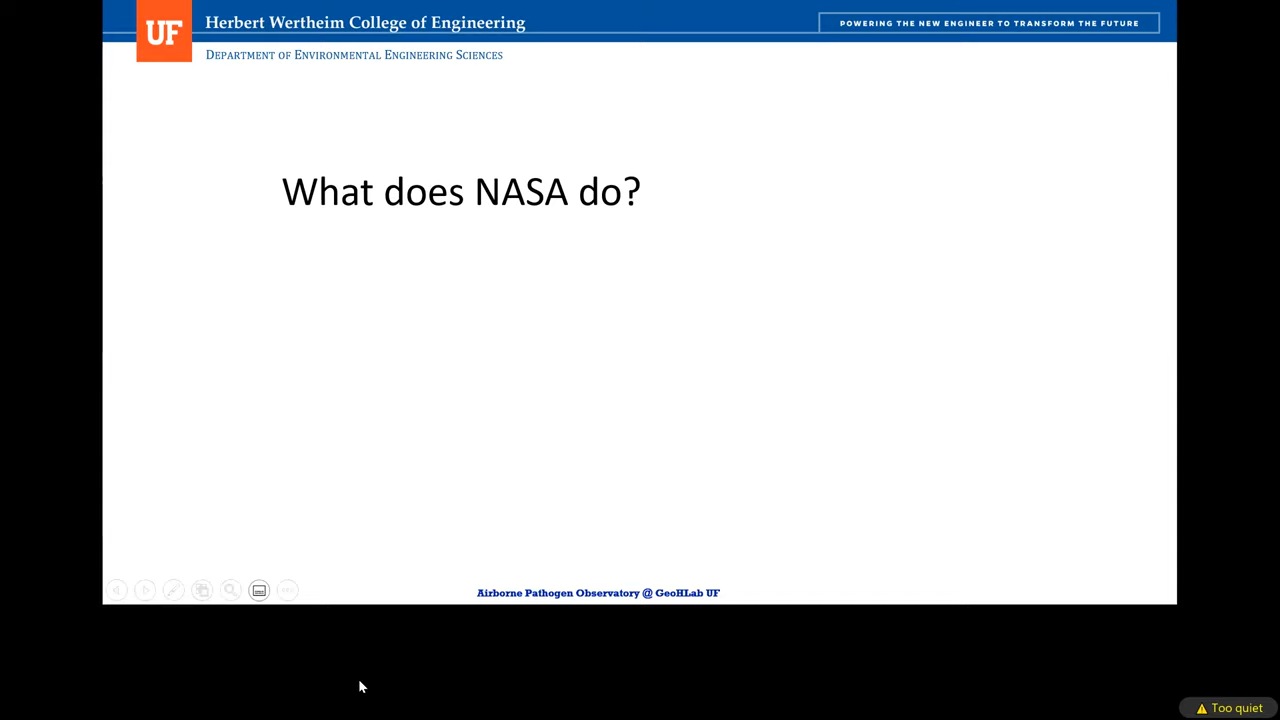 UF
Herbert Wertheim College of Engineering
POWERING THE NEW ENGINEER TO TRANSFORM THE FUTURE
DEPARTMENT OF ENVIRONMENTAL ENGINEERING SCIENCES
What does NASA do?
Airborne Pathogen Observatory @ GeoHLab UF
Too quiet